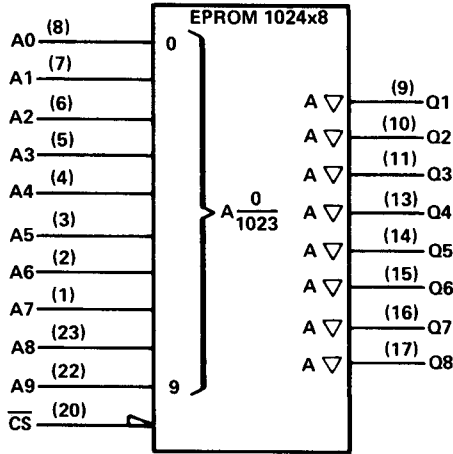 EPROM 1024x8
A0 (8) 0
A1 (7)
A2 (6)
A3 (5)
A4 (4)
A5 (3)
A6 (2)
A7 (1)
A8 (23)
A9 (22) 9
C̅S̅ (20)
A 0
1023
A ▽ (9) Q1
A ▽ (10) Q2
A ▽ (11) Q3
A ▽ (13) Q4
A ▽ (14) Q5
A ▽ (15) Q6
A ▽ (16) Q7
A ▽ (17) Q8